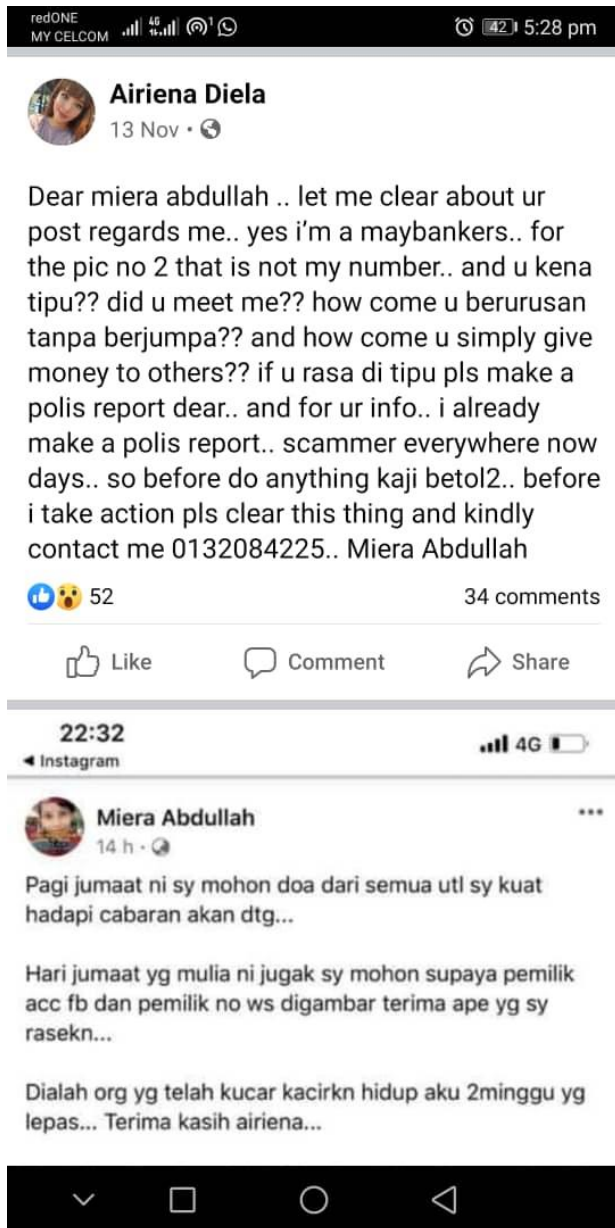 redONE
MY CELCOM
4G
1
42
5:28 pm
Airiena Diela
13 Nov •
Dear miera abdullah .. let me clear about ur
post regards me.. yes i'm a maybankers.. for
the pic no 2 that is not my number.. and u kena
tipu?? did u meet me?? how come u berurusan
tanpa berjumpa?? and how come u simply give
money to others?? if u rasa di tipu pls make a
polis report dear.. and for ur info.. i already
make a polis report.. scammer everywhere now
days.. so before do anything kaji betol2.. before
i take action pls clear this thing and kindly
contact me 0132084225.. Miera Abdullah
52 34 comments
Like Comment Share
22:32 4G
Instagram
Miera Abdullah
14 h •
Pagi jumaat ni sy mohon doa dari semua utl sy kuat
hadapi cabaran akan dtg...
Hari jumaat yg mulia ni jugak sy mohon supaya pemilik
acc fb dan pemilik no ws digambar terima ape yg sy
rasekn...
Dialah org yg telah kucar kacirkn hidup aku 2minggu yg
lepas... Terima kasih airiena...